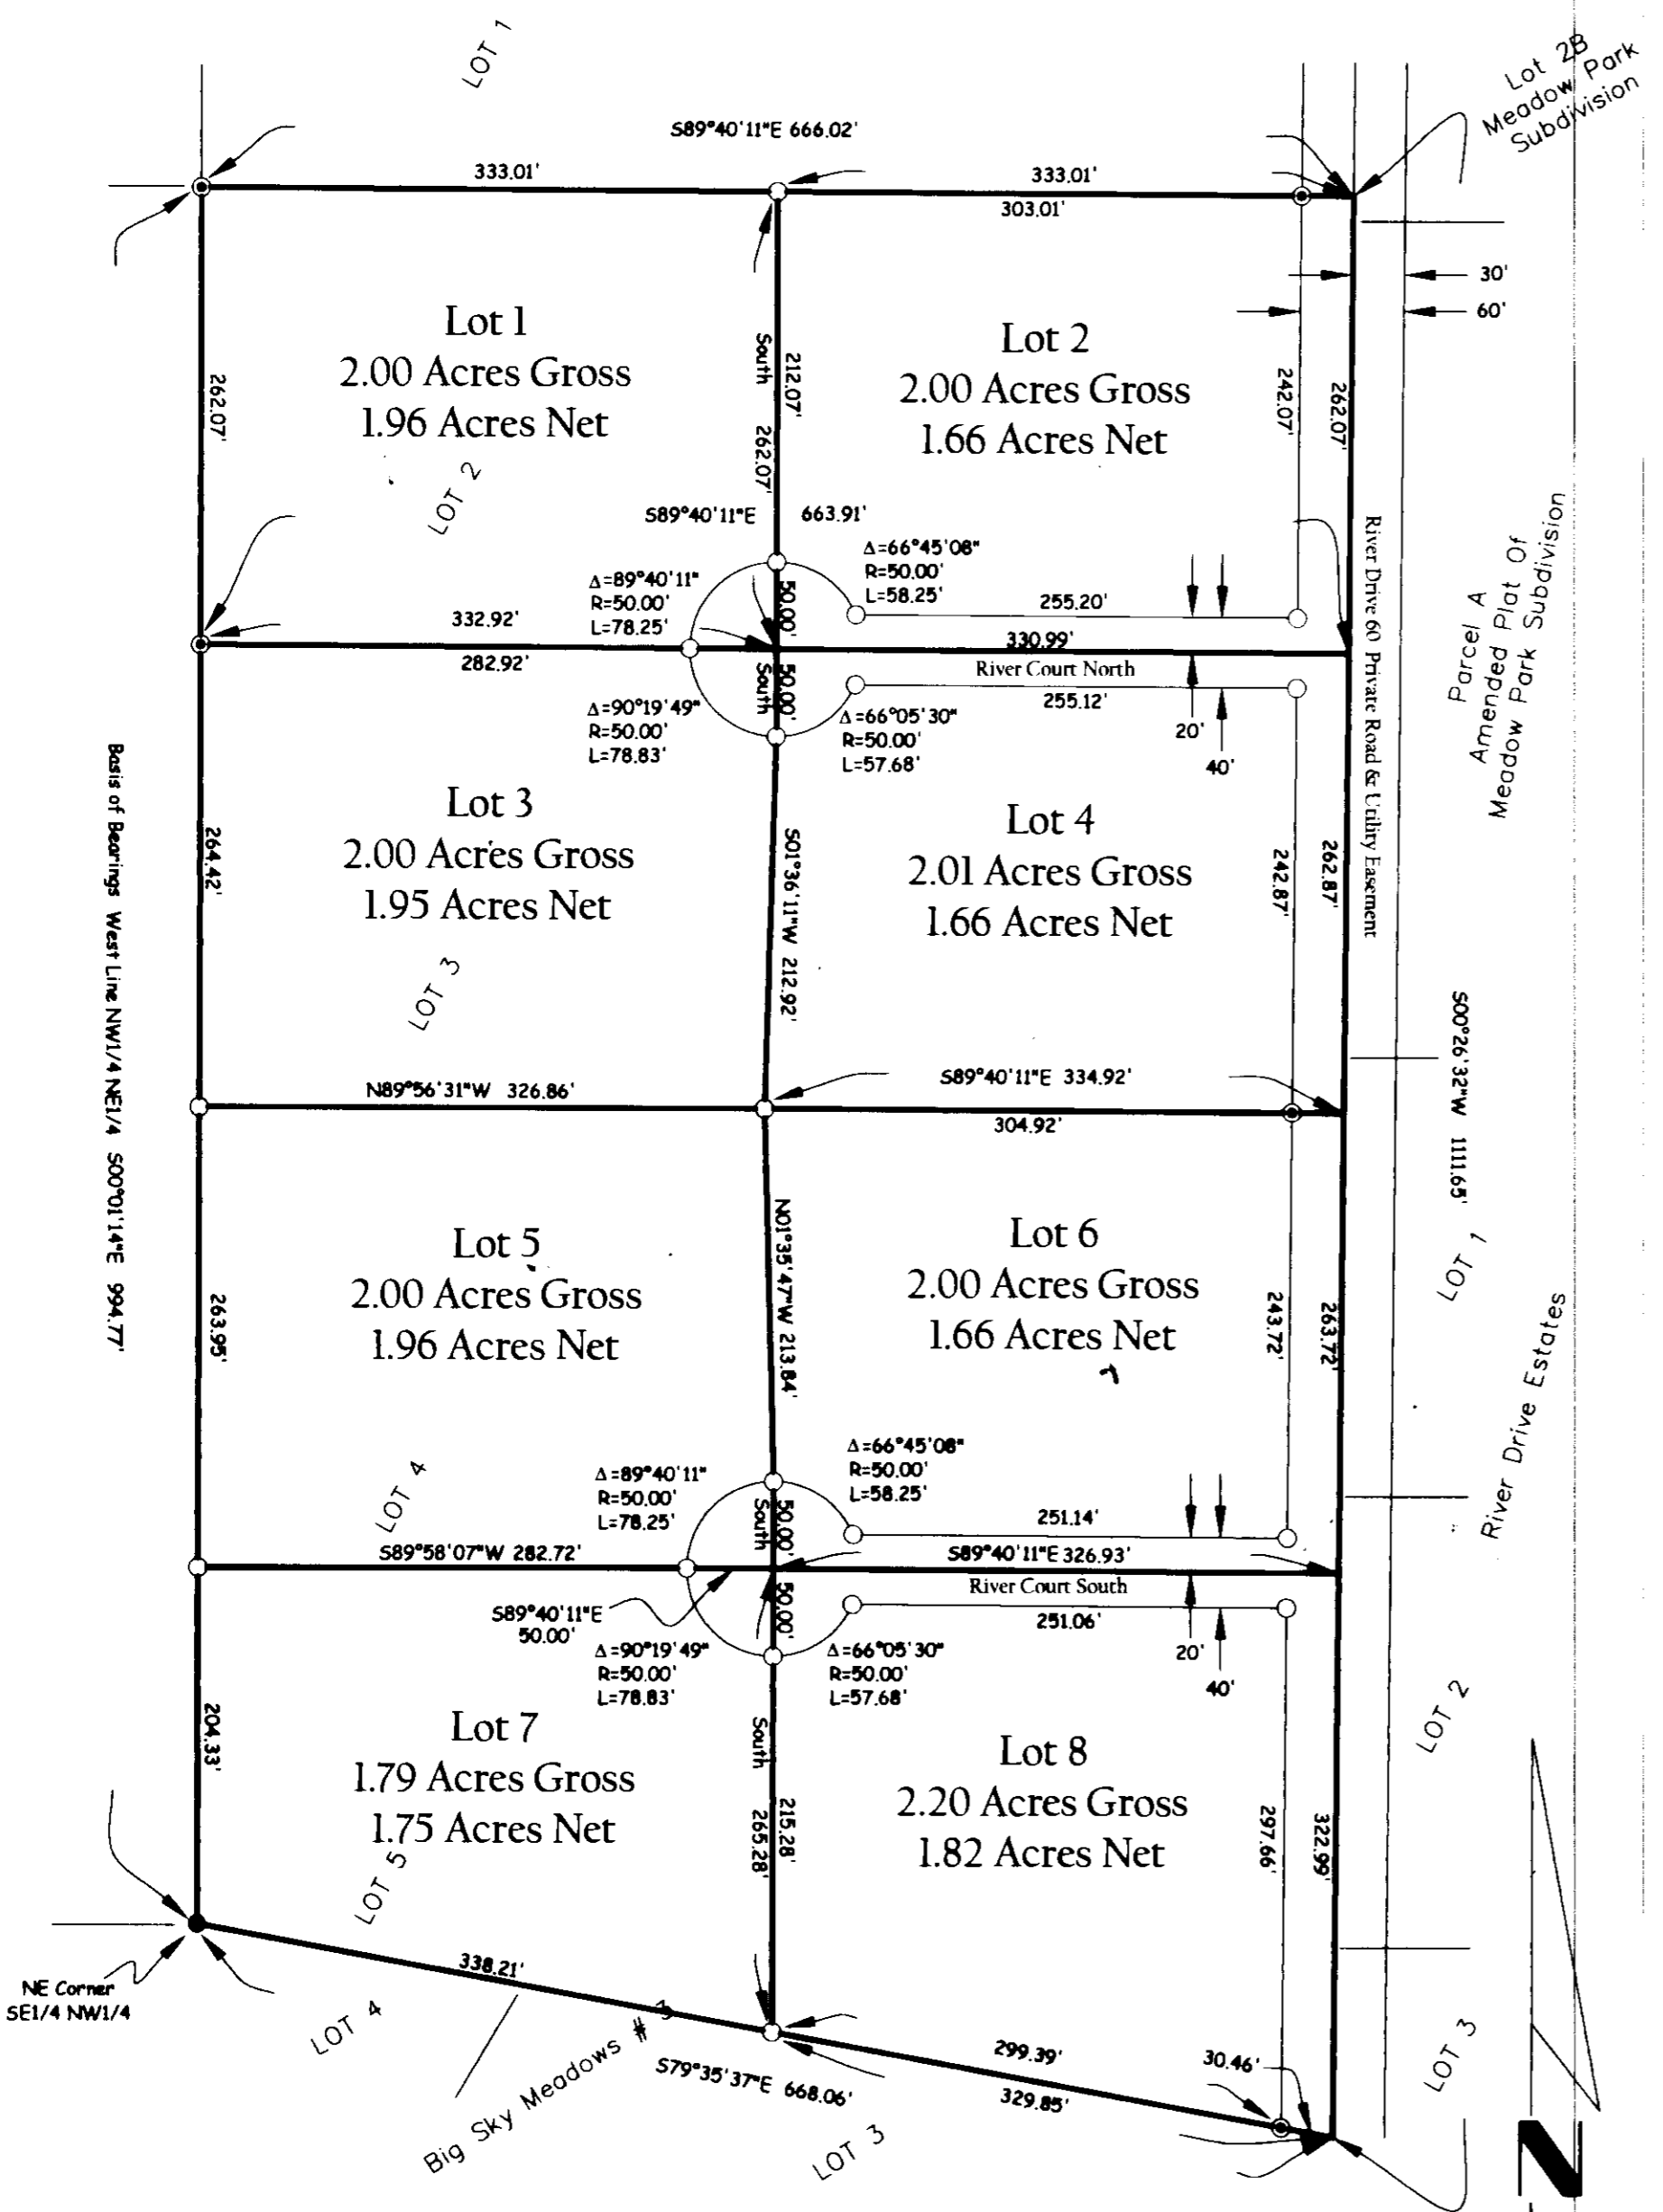 LOT 1
Lot 2B
Meadow Park
Subdivision
S89°40'11"E 666.02'
333.01'
333.01'
303.01'
30'
60'
Lot 1
2.00 Acres Gross
1.96 Acres Net
Lot 2
2.00 Acres Gross
1.66 Acres Net
262.07'
South 262.07'
212.07'
242.07'
262.07'
LOT 2
S89°40'11"E 663.91'
Δ=89°40'11"
R=50.00'
L=78.25'
Δ=66°45'08"
R=50.00'
L=58.25'
50.00'
255.20'
332.92'
282.92'
330.99'
River Court North
255.12'
South
50.00'
Δ=90°19'49"
R=50.00'
L=78.83'
Δ=66°05'30"
R=50.00'
L=57.68'
20'
40'
River Drive 60' Private Road & Utility Easement
Parcel A
Amended Plat Of
Meadow Park Subdivision
Lot 3
2.00 Acres Gross
1.95 Acres Net
Lot 4
2.01 Acres Gross
1.66 Acres Net
264.42'
S01°36'11"W 212.92'
242.87'
262.87'
LOT 3
Basis of Bearings West Line NW1/4 NE1/4 S00°01'14"E 994.77'
S00°26'32"W 1111.65'
N89°56'31"W 326.86'
S89°40'11"E 334.92'
304.92'
Lot 5
2.00 Acres Gross
1.96 Acres Net
Lot 6
2.00 Acres Gross
1.66 Acres Net
263.95'
N01°35'47"W 213.84'
243.72'
263.72'
LOT 1
River Drive Estates
LOT 4
Δ=89°40'11"
R=50.00'
L=78.25'
Δ=66°45'08"
R=50.00'
L=58.25'
South
50.00'
251.14'
S89°58'07"W 282.72'
S89°40'11"E 326.93'
River Court South
251.06'
S89°40'11"E
50.00'
50.00'
Δ=90°19'49"
R=50.00'
L=78.83'
Δ=66°05'30"
R=50.00'
L=57.68'
20'
40'
LOT 2
Lot 7
1.79 Acres Gross
1.75 Acres Net
Lot 8
2.20 Acres Gross
1.82 Acres Net
204.33'
South 265.28'
215.28'
297.66'
322.99'
LOT 5
338.21'
NE Corner
SE1/4 NW1/4
LOT 4
Big Sky Meadows # 3
S79°35'37"E 668.06'
299.39'
329.85'
30.46'
LOT 3
LOT 3
N